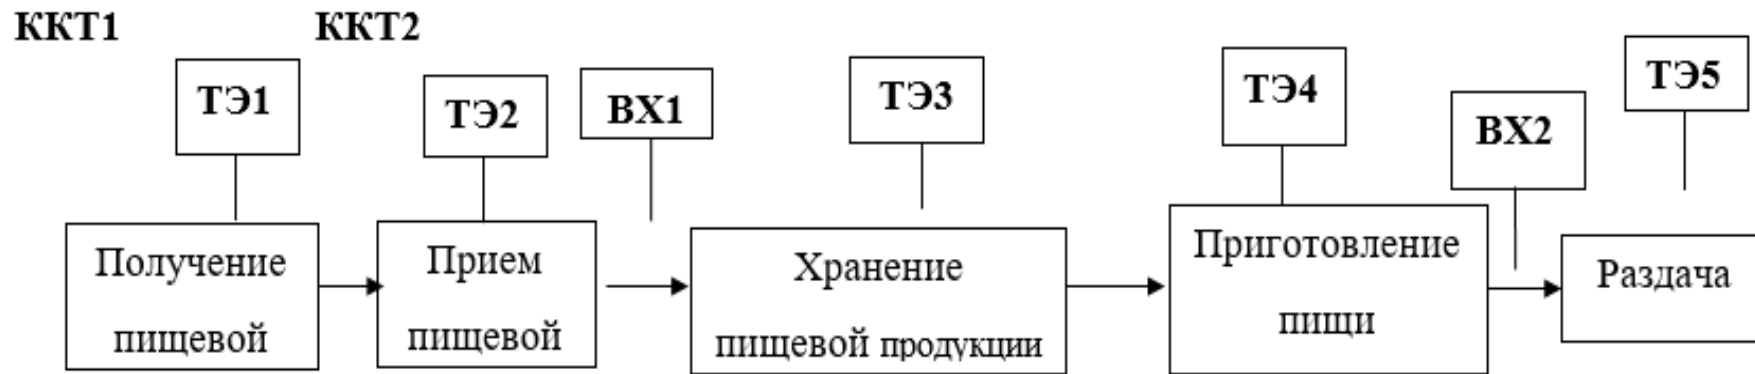 ККТ1 ККТ2
ТЭ1
ТЭ2
ВХ1
ТЭ3
ТЭ4
ВХ2
ТЭ5
Получение
пищевой
Прием
пищевой
Хранение
пищевой продукции
Приготовление
пищи
Раздача